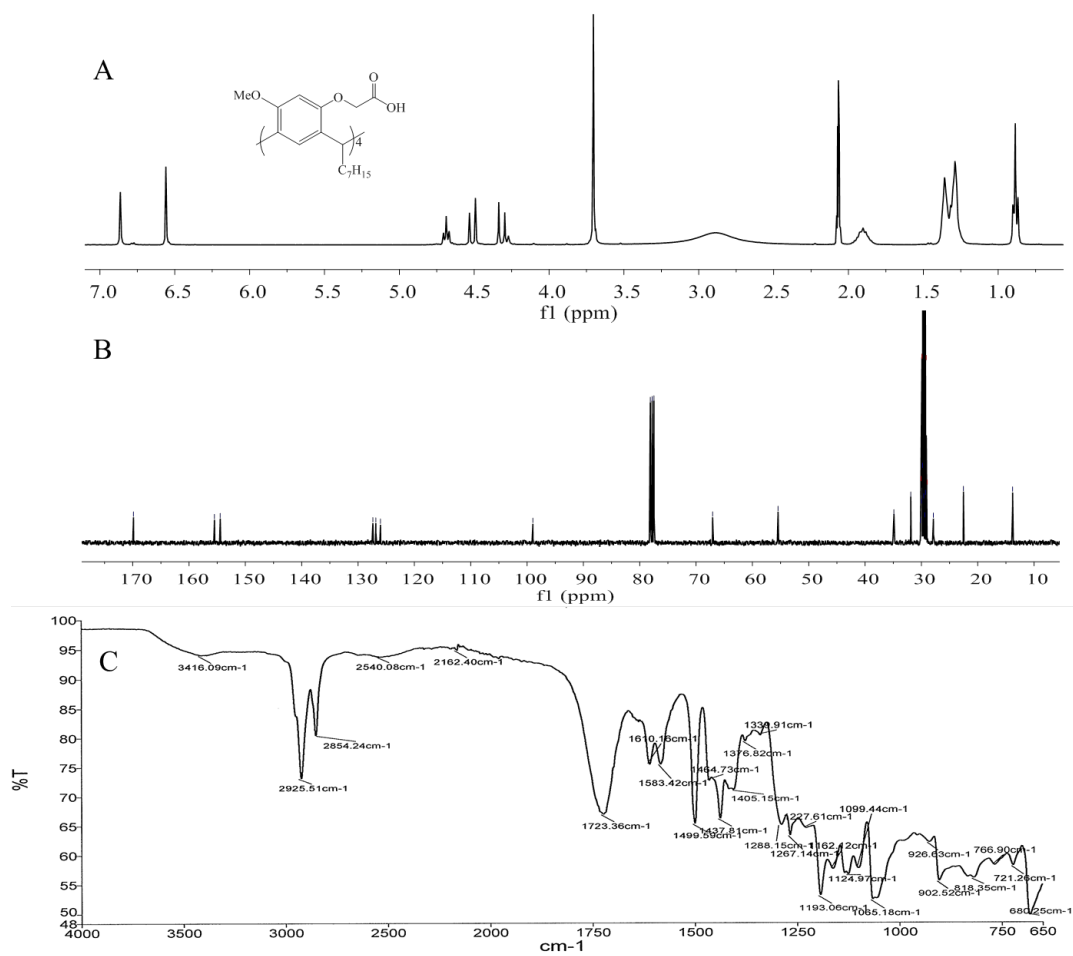 A
O
MeO
O
OH
4
C7H15
7.0 6.5 5.5 5.0 4.5 4.0 3.5 3.0 2.5 2.0 1.5 1.0
f1 (ppm)
B
170 160 150 140 130 120 110 100 90 80 70 60 50 40 30 20 10
f1 (ppm)
C
%T
100
95
90
85
80
75
70
65
60
55
50
48
3416.09cm-1
2925.51cm-1
2854.24cm-1
2540.08cm-1
2162.40cm-1
1723.36cm-1
1610.16cm-1
1583.42cm-1
1499.59cm-1
1464.73cm-1
1437.81cm-1
1405.15cm-1
1376.82cm-1
1339.91cm-1
1288.15cm-1
1267.14cm-1
1227.61cm-1
1193.06cm-1
1162.12cm-1
1124.97cm-1
1099.44cm-1
1065.18cm-1
926.63cm-1
902.52cm-1
818.35cm-1
766.90cm-1
721.26cm-1
680.25cm-1
4000 3500 3000 2500 2000 1750 1500 1250 1000 750 650
cm-1